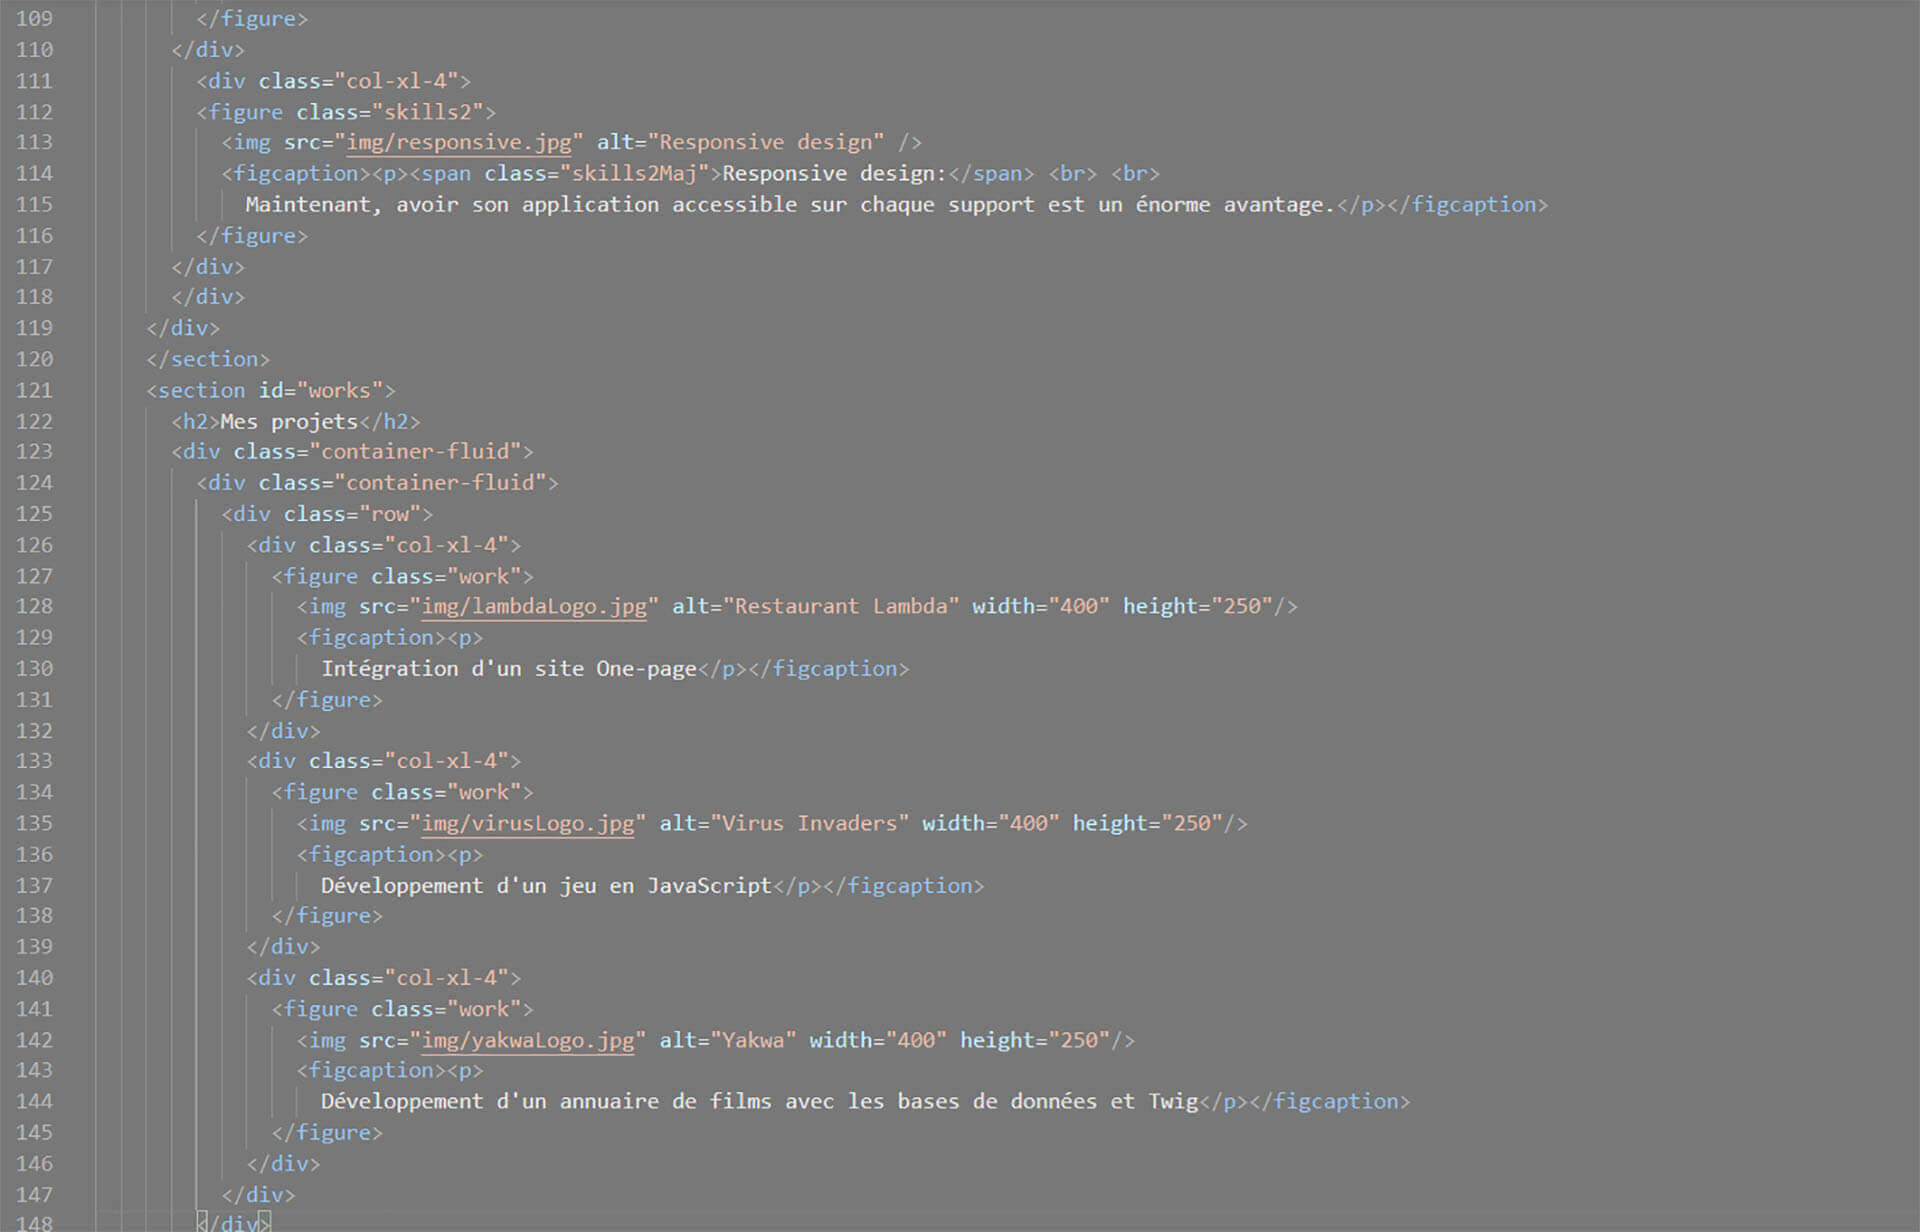 109 </figure>
110 </div>
111 <div class="col-xl-4">
112 <figure class="skills2">
113 <img src="img/responsive.jpg" alt="Responsive design" />
114 <figcaption><p><span class="skills2Maj">Responsive design:</span> <br> <br>
115 Maintenant, avoir son application accessible sur chaque support est un énorme avantage.</p></figcaption>
116 </figure>
117 </div>
118 </div>
119 </div>
120 </section>
121 <section id="works">
122 <h2>Mes projets</h2>
123 <div class="container-fluid">
124 <div class="container-fluid">
125 <div class="row">
126 <div class="col-xl-4">
127 <figure class="work">
128 <img src="img/lambdaLogo.jpg" alt="Restaurant Lambda" width="400" height="250"/>
129 <figcaption><p>
130 Intégration d'un site One-page</p></figcaption>
131 </figure>
132 </div>
133 <div class="col-xl-4">
134 <figure class="work">
135 <img src="img/virusLogo.jpg" alt="Virus Invaders" width="400" height="250"/>
136 <figcaption><p>
137 Développement d'un jeu en JavaScript</p></figcaption>
138 </figure>
139 </div>
140 <div class="col-xl-4">
141 <figure class="work">
142 <img src="img/yakwaLogo.jpg" alt="Yakwa" width="400" height="250"/>
143 <figcaption><p>
144 Développement d'un annuaire de films avec les bases de données et Twig</p></figcaption>
145 </figure>
146 </div>
147 </div>
148 </div>